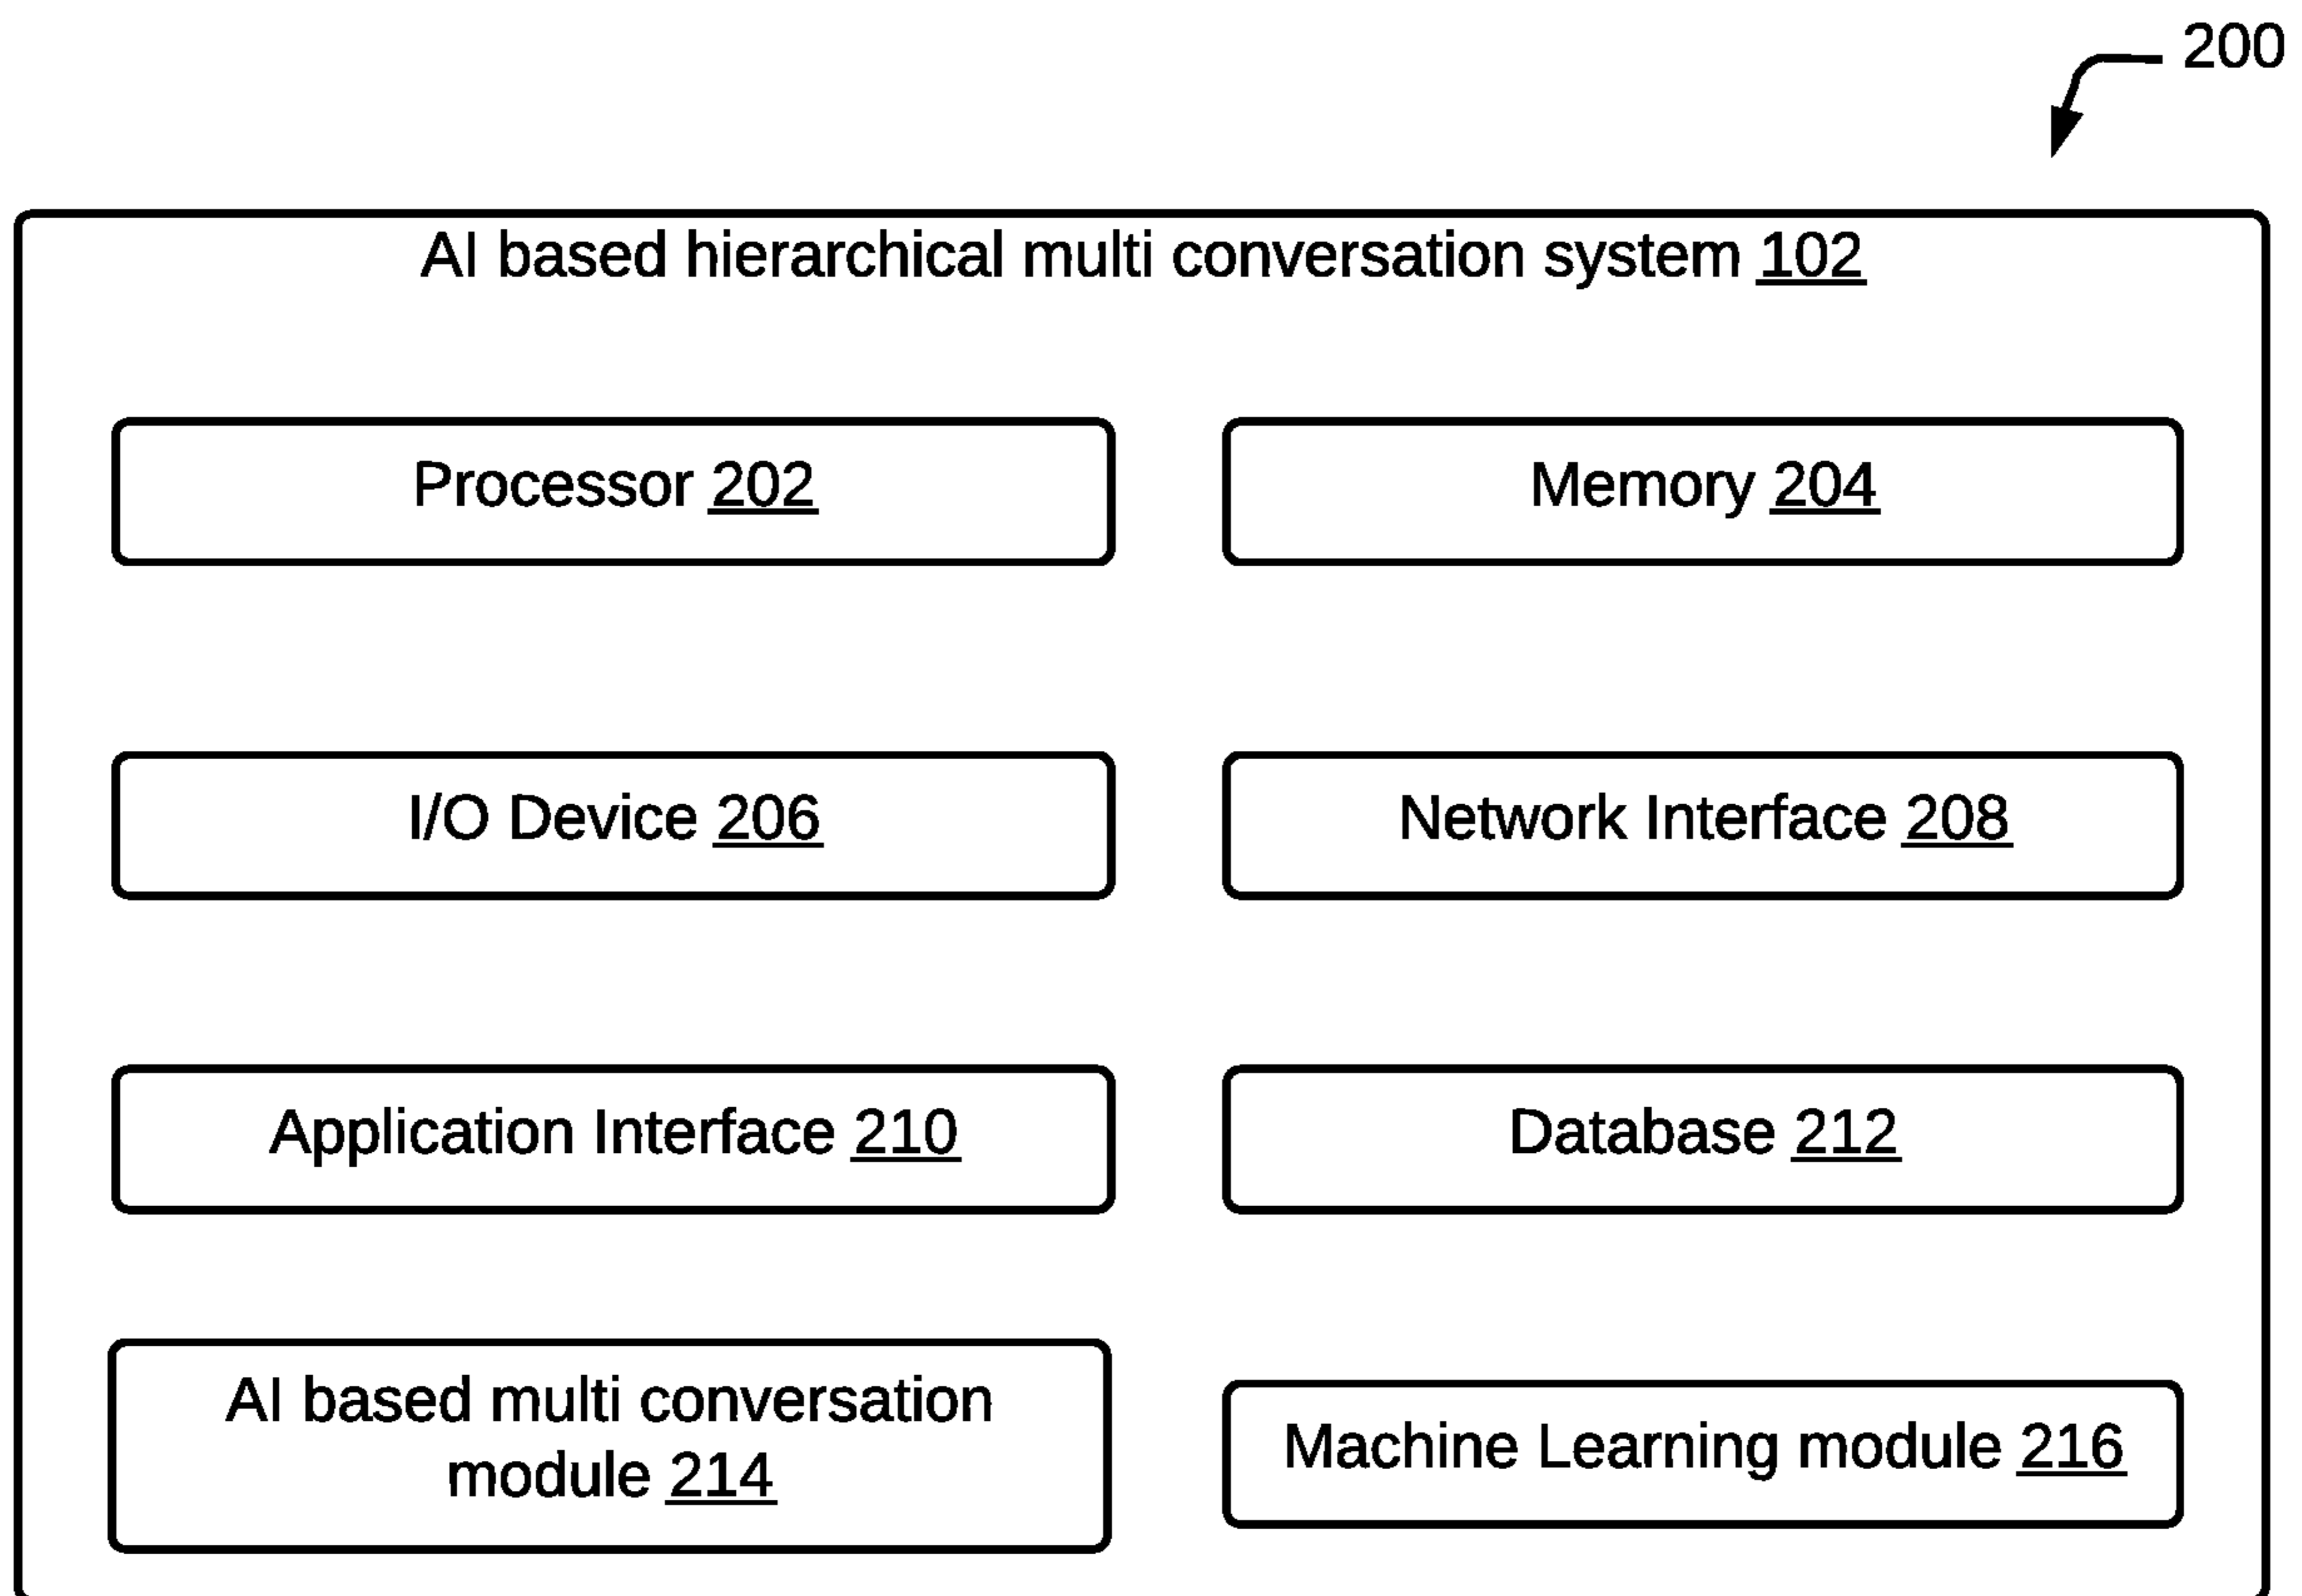 200
AI based hierarchical multi conversation system 102
Processor 202
Memory 204
I/O Device 206
Network Interface 208
Application Interface 210
Database 212
AI based multi conversation
module 214
Machine Learning module 216